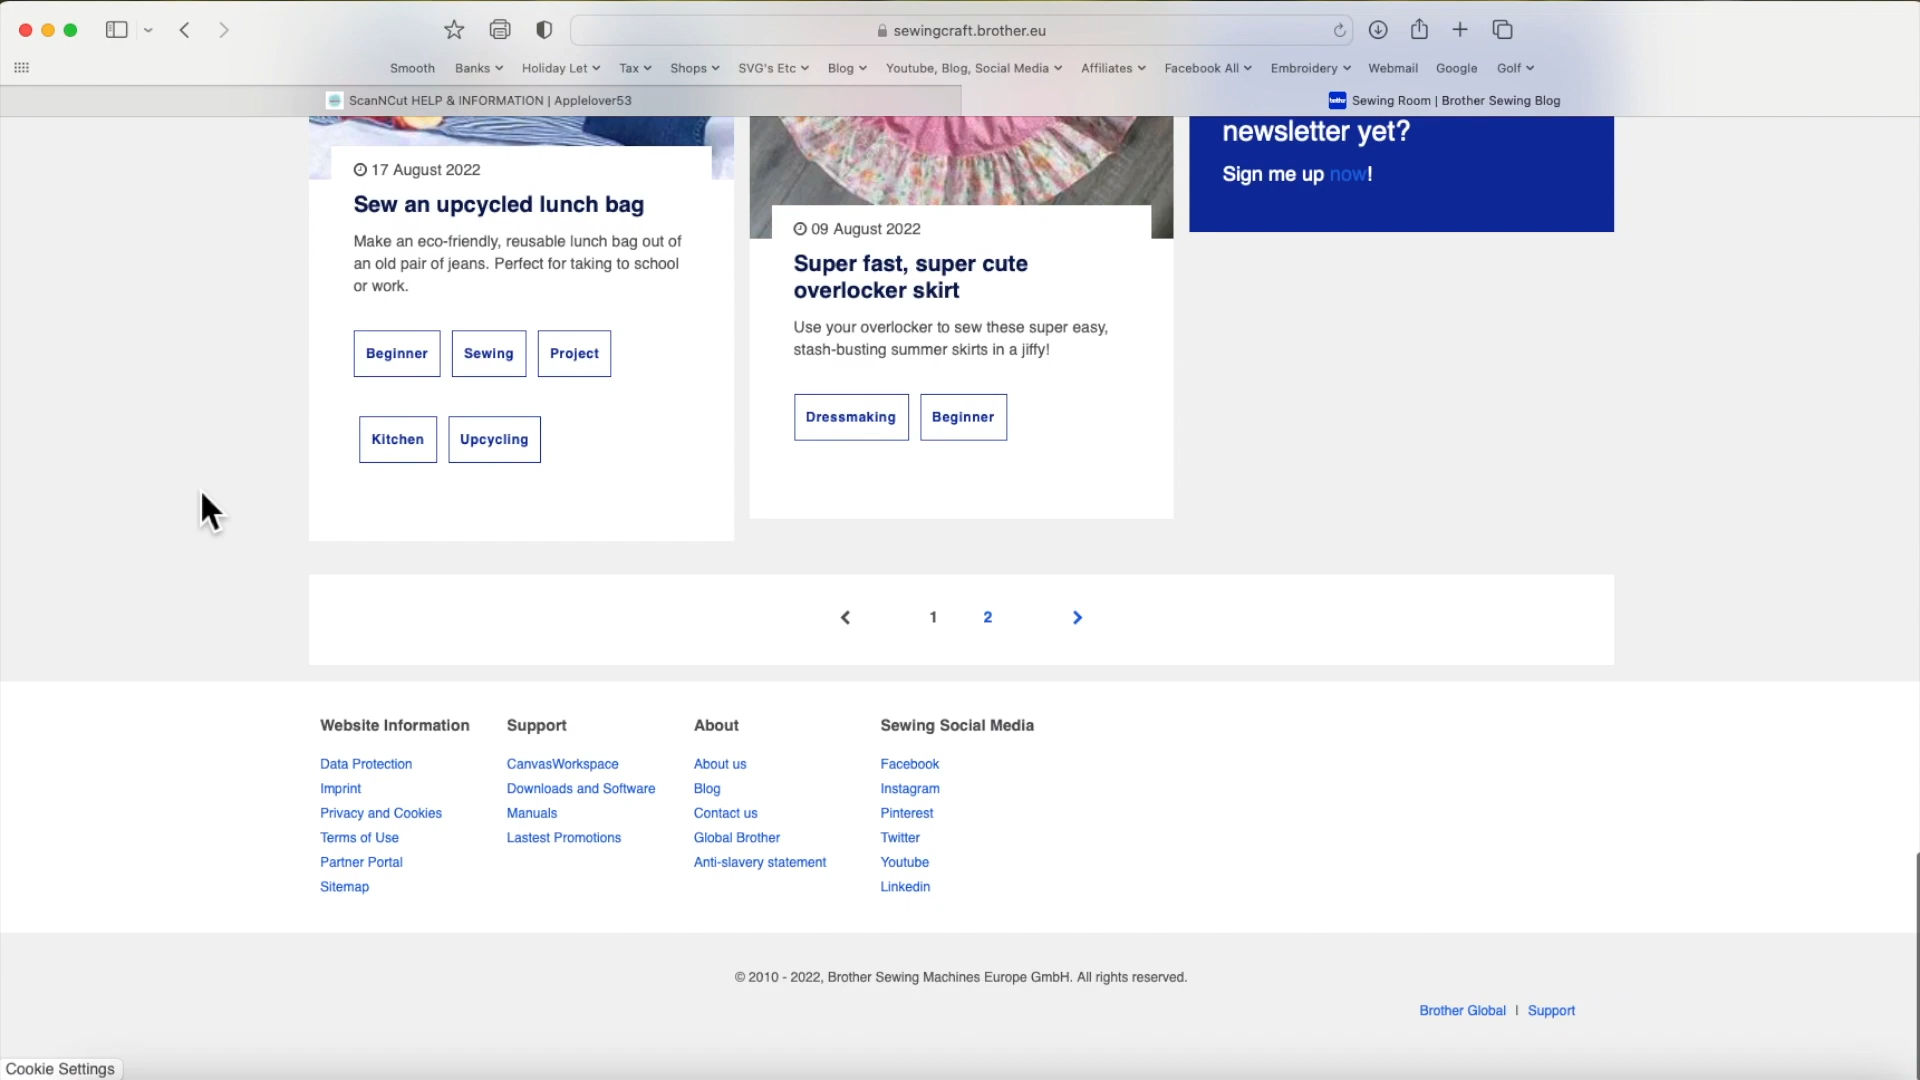 sewingcraft.brother.eu
Smooth Banks Holiday Let Tax Shops SVG's Etc Blog Youtube, Blog, Social Media Affiliates Facebook All Embroidery Webmail Google Golf
ScanNCut HELP & INFORMATION | Applelover53
Sewing Room | Brother Sewing Blog
17 August 2022
Sew an upcycled lunch bag
Make an eco-friendly, reusable lunch bag out of
an old pair of jeans. Perfect for taking to school
or work.
Beginner Sewing Project
Kitchen Upcycling
09 August 2022
Super fast, super cute
overlocker skirt
Use your overlocker to sew these super easy,
stash-busting summer skirts in a jiffy!
Dressmaking Beginner
newsletter yet?
Sign me up now!
1 2
Website Information
Data Protection
Imprint
Privacy and Cookies
Terms of Use
Partner Portal
Sitemap
Support
CanvasWorkspace
Downloads and Software
Manuals
Lastest Promotions
About
About us
Blog
Contact us
Global Brother
Anti-slavery statement
Sewing Social Media
Facebook
Instagram
Pinterest
Twitter
Youtube
Linkedin
© 2010 - 2022, Brother Sewing Machines Europe GmbH. All rights reserved.
Brother Global | Support
Cookie Settings